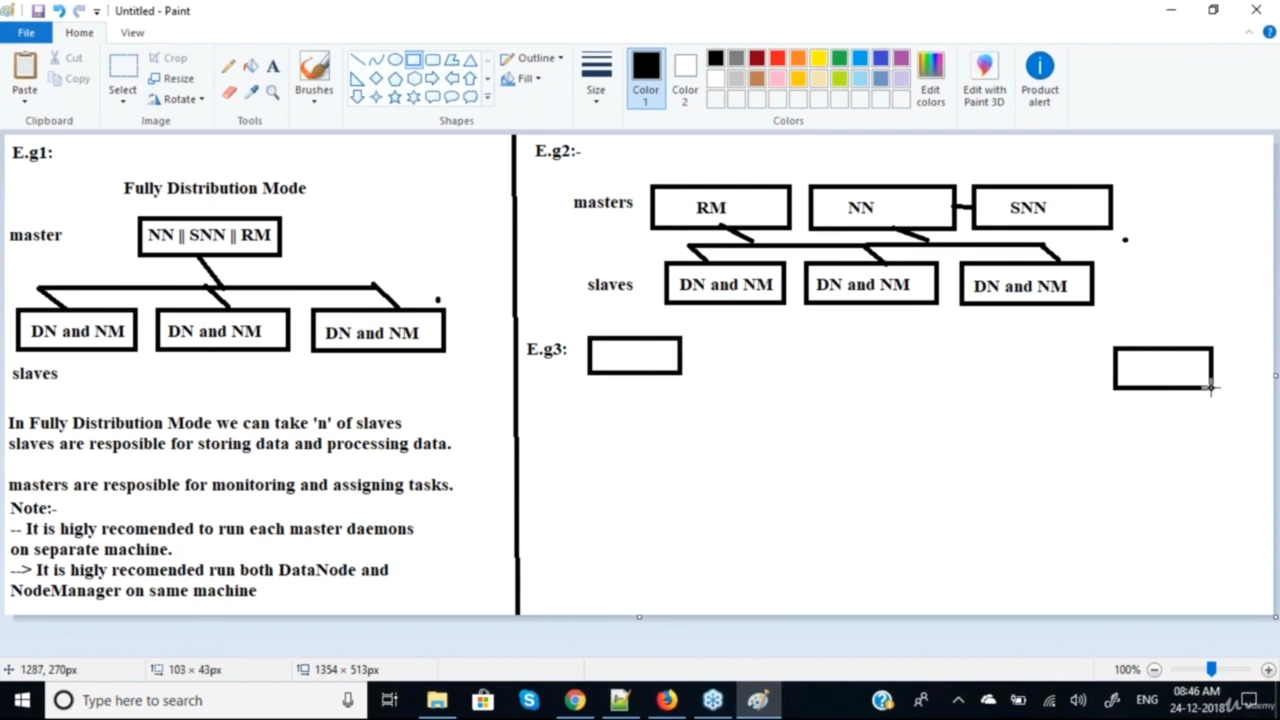 Untitled - Paint
File
Home
View
Paste
Cut
Copy
Clipboard
Select
Crop
Resize
Rotate
Image
A
Tools
Brushes
Outline
Fill
Shapes
Size
Color
1
Color
2
Edit
colors
Edit with
Paint 3D
Product
alert
Colors
E.g1:
Fully Distribution Mode
master
NN || SNN || RM
DN and NM
DN and NM
DN and NM
slaves
In Fully Distribution Mode we can take 'n' of slaves
slaves are resposible for storing data and processing data.
masters are resposible for monitoring and assigning tasks.
Note:-
-- It is higly recomended to run each master daemons
on separate machine.
--> It is higly recomended run both DataNode and
NodeManager on same machine
E.g2:-
masters
RM
NN
SNN
slaves
DN and NM
DN and NM
DN and NM
E.g3:
1287, 270px
103 × 43px
1354 × 513px
100%
Type here to search
ENG
08:46 AM
24-12-2018
Udemy